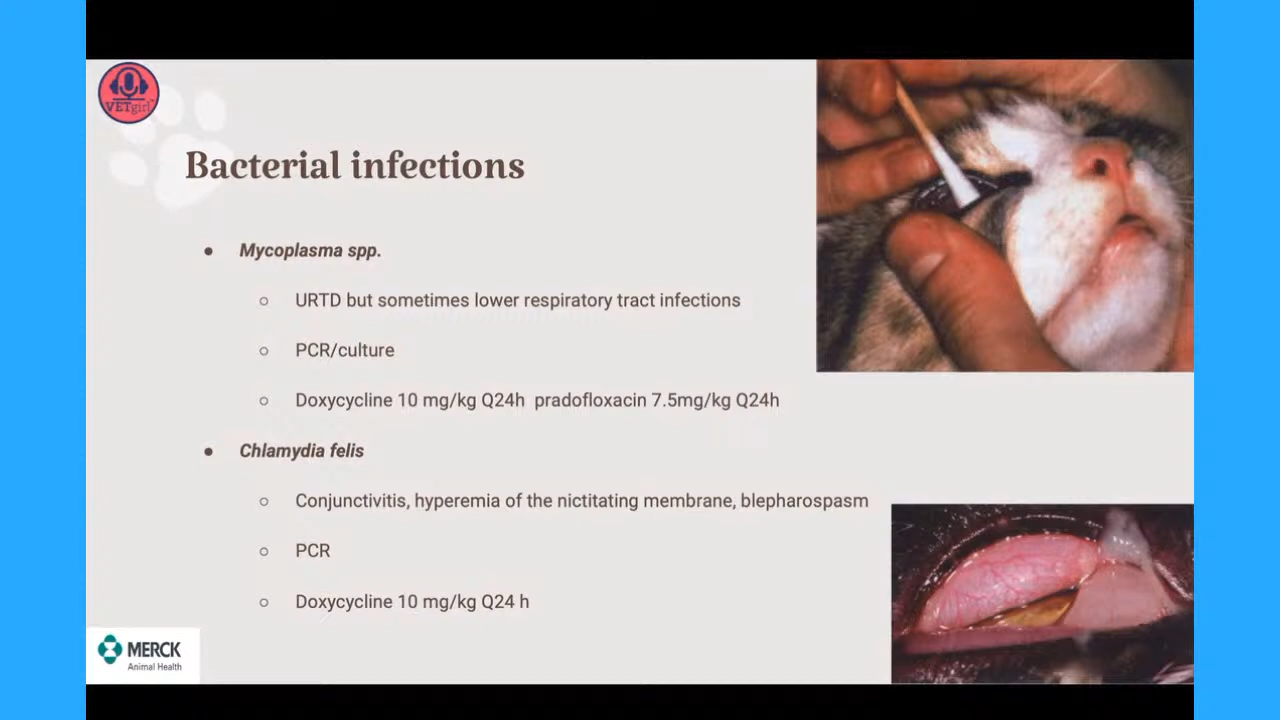 VETgirl
Bacterial infections
● Mycoplasma spp.
○ URTD but sometimes lower respiratory tract infections
○ PCR/culture
○ Doxycycline 10 mg/kg Q24h pradofloxacin 7.5mg/kg Q24h
● Chlamydia felis
○ Conjunctivitis, hyperemia of the nictitating membrane, blepharospasm
○ PCR
○ Doxycycline 10 mg/kg Q24 h
MERCK
Animal Health